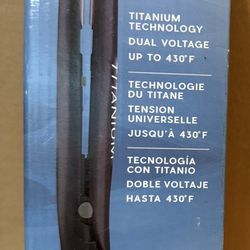 TITANIUM
TECHNOLOGY
DUAL VOLTAGE
UP TO 430°F
TECHNOLOGIE
DU TITANE
TENSION
UNIVERSELLE
JUSQU'À 430°F
TECNOLOGÍA
CON TITANIO
DOBLE VOLTAJE
HASTA 430°F
TITANIUM